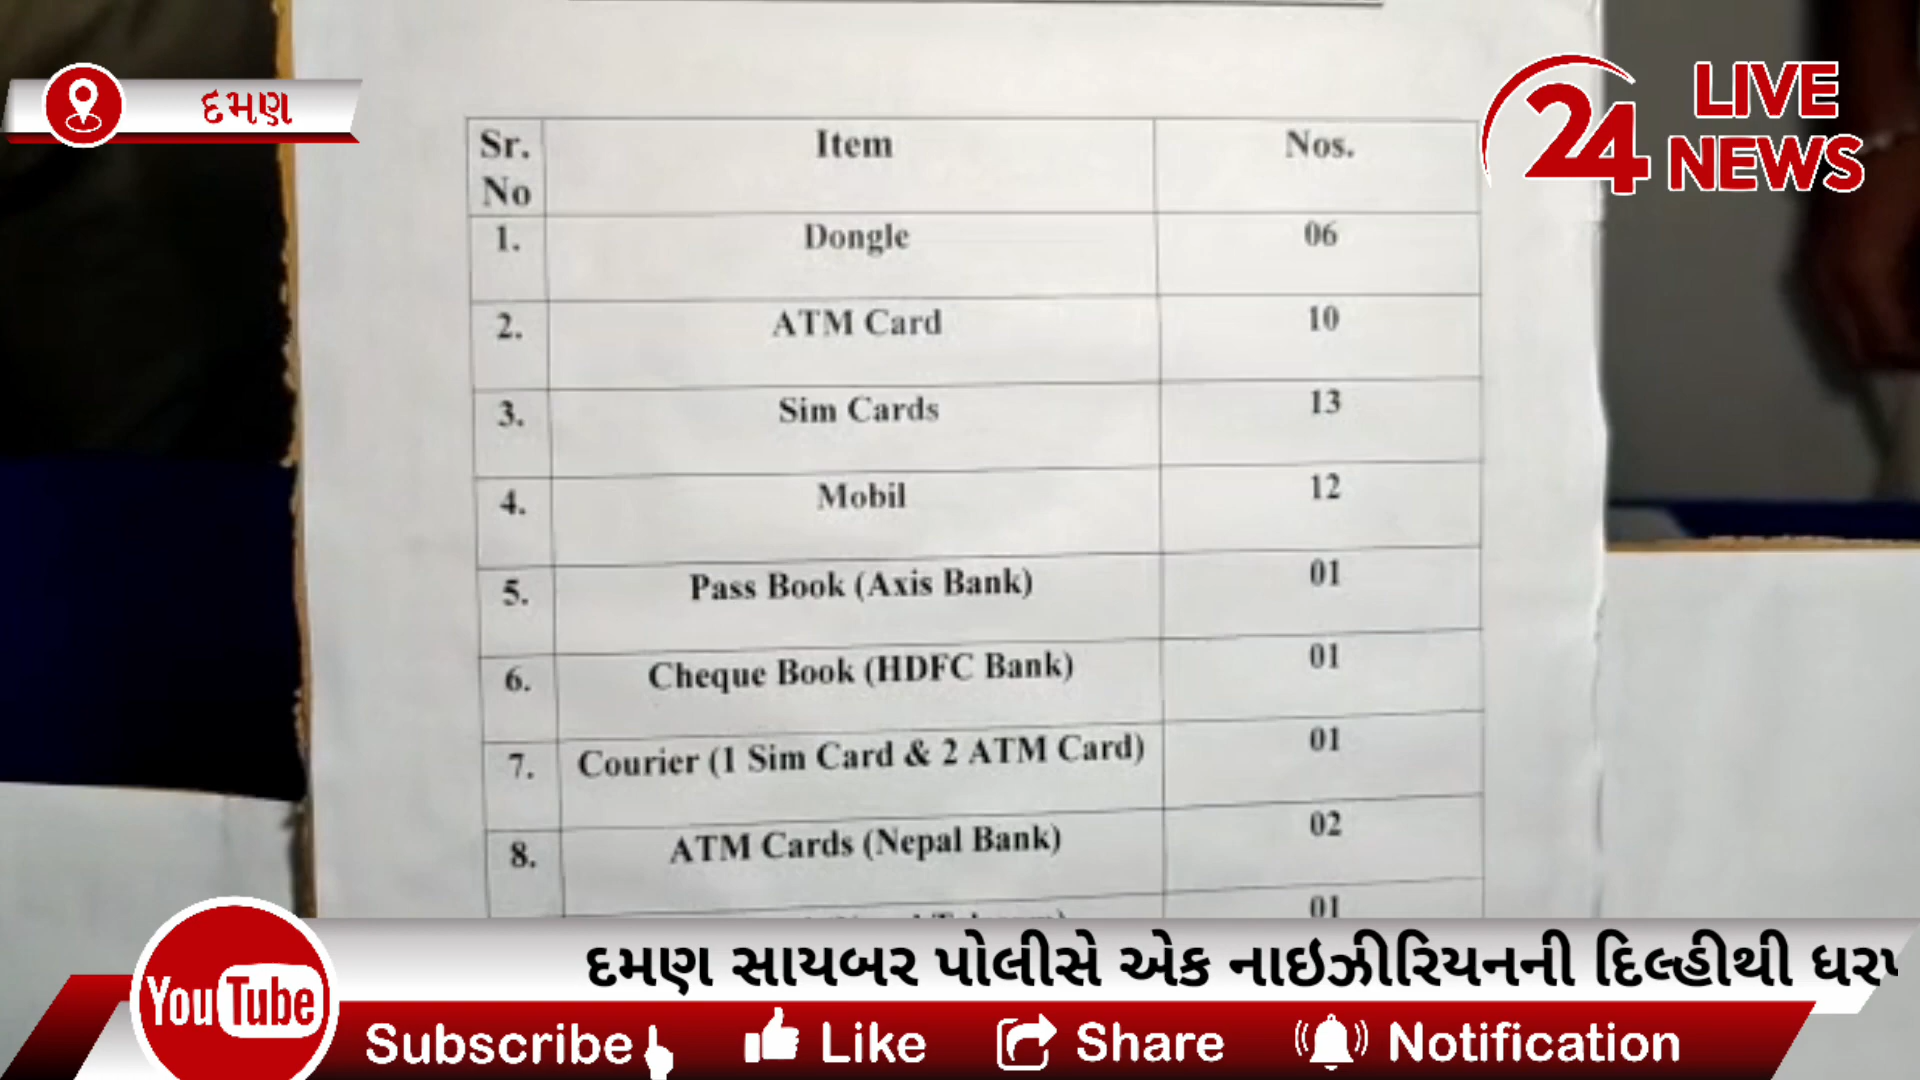 દમણ
24 LIVE NEWS
Sr. No Item Nos.
1. Dongle 06
2. ATM Card 10
3. Sim Cards 13
4. Mobil 12
5. Pass Book (Axis Bank) 01
6. Cheque Book (HDFC Bank) 01
7. Courier (1 Sim Card & 2 ATM Card) 01
8. ATM Cards (Nepal Bank) 02
01
દમણ સાયબર પોલીસે એક નાઇઝીરિયનની દિલ્હીથી
YouTube Subscribe Like Share Notification